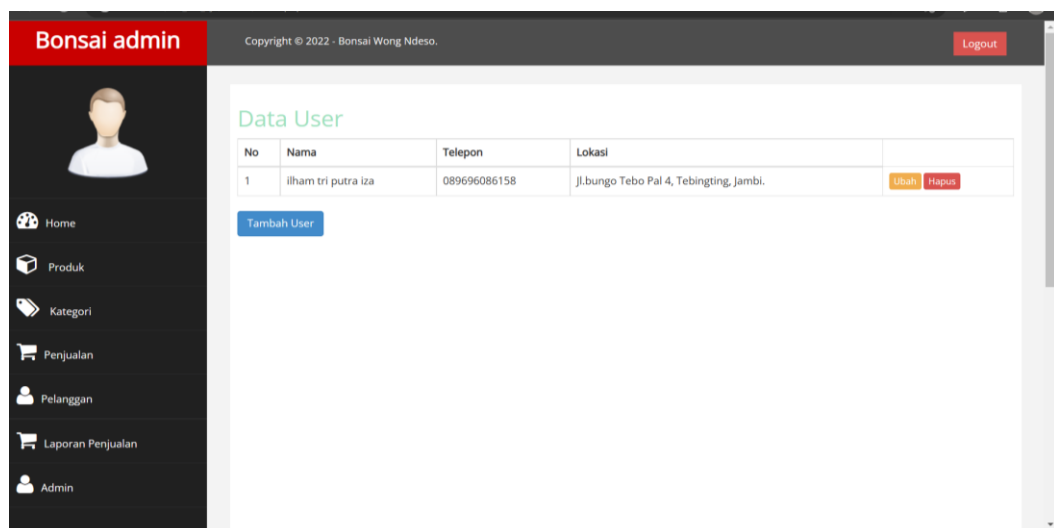 Bonsai admin
Copyright © 2022 - Bonsai Wong Ndeso.
Logout
Home
Produk
Kategori
Penjualan
Pelanggan
Laporan Penjualan
Admin
Data User
No Nama Telepon Lokasi
1 ilham tri putra iza 089696086158 Jl.bungo Tebo Pal 4, Tebingting, Jambi. Ubah Hapus
Tambah User